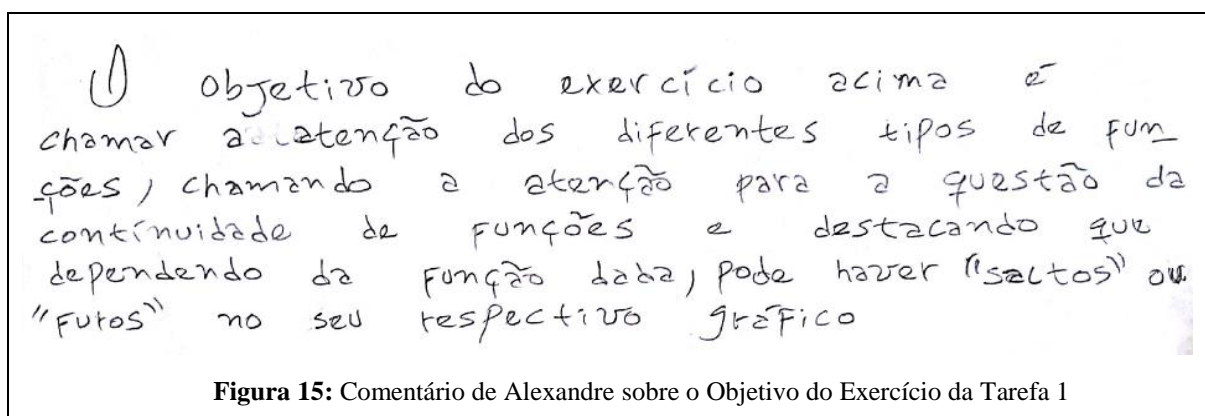 O objetivo do exercício acima é
chamar a atenção dos diferentes tipos de fun
ções, chamando a atenção para a questão da
continuidade de funções e destacando que
dependendo da função dada, pode haver "saltos" ou
"furos" no seu respectivo gráfico
Figura 15: Comentário de Alexandre sobre o Objetivo do Exercício da Tarefa 1